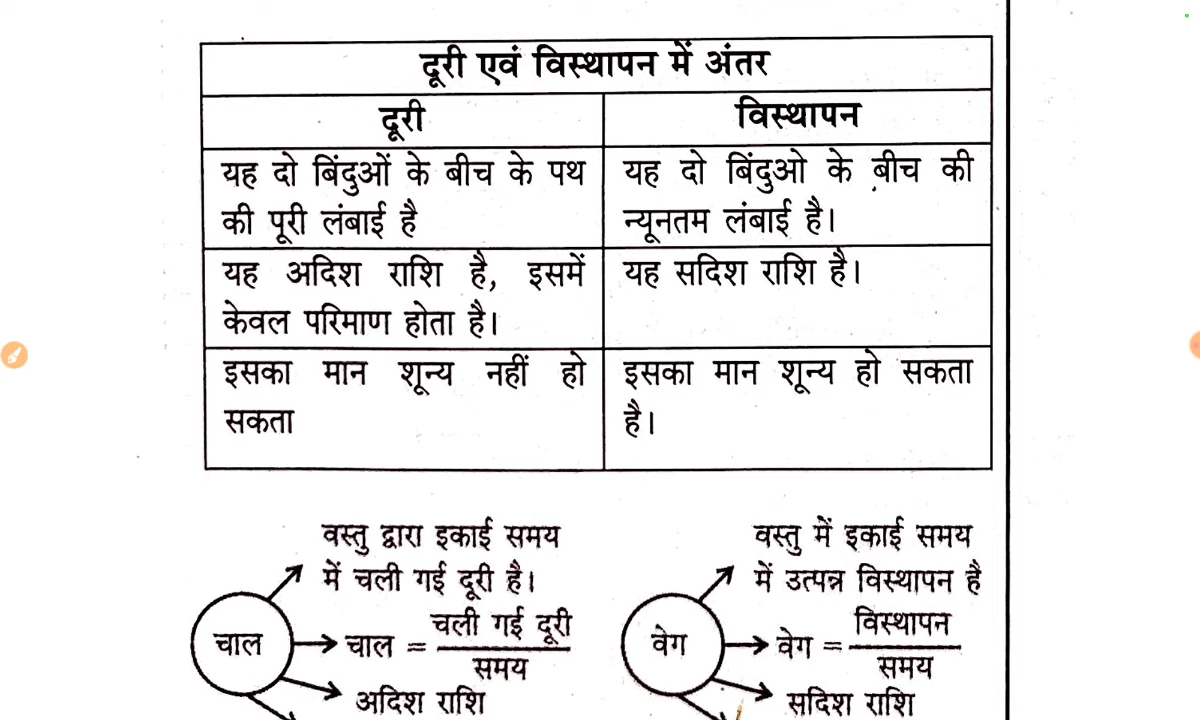 दूरी एवं विस्थापन में अंतर
दूरी
विस्थापन
यह दो बिंदुओं के बीच के पथ
की पूरी लंबाई है
यह दो बिंदुओ के बीच की
न्यूनतम लंबाई है।
यह अदिश राशि है, इसमें
केवल परिमाण होता है।
यह सदिश राशि है।
इसका मान शून्य नहीं हो
सकता
इसका मान शून्य हो सकता
है।
वस्तु द्वारा इकाई समय
में चली गई दूरी है।
चाल
चाल = चली गई दूरी
समय
अदिश राशि
वस्तु में इकाई समय
में उत्पन्न विस्थापन है
वेग
वेग = विस्थापन
समय
सदिश राशि